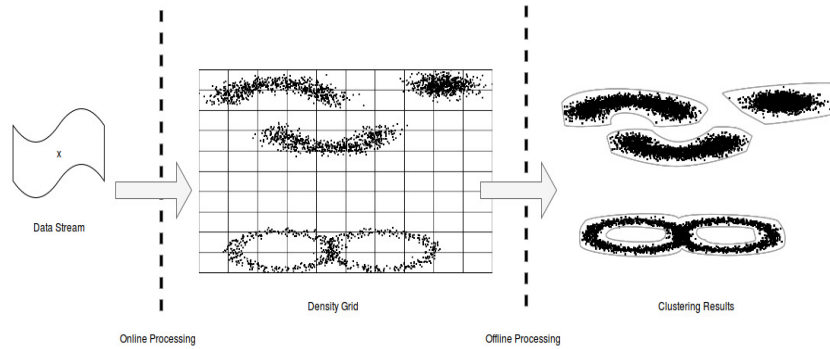 x
Data Stream
Density Grid
Clustering Results
Online Processing
Offline Processing